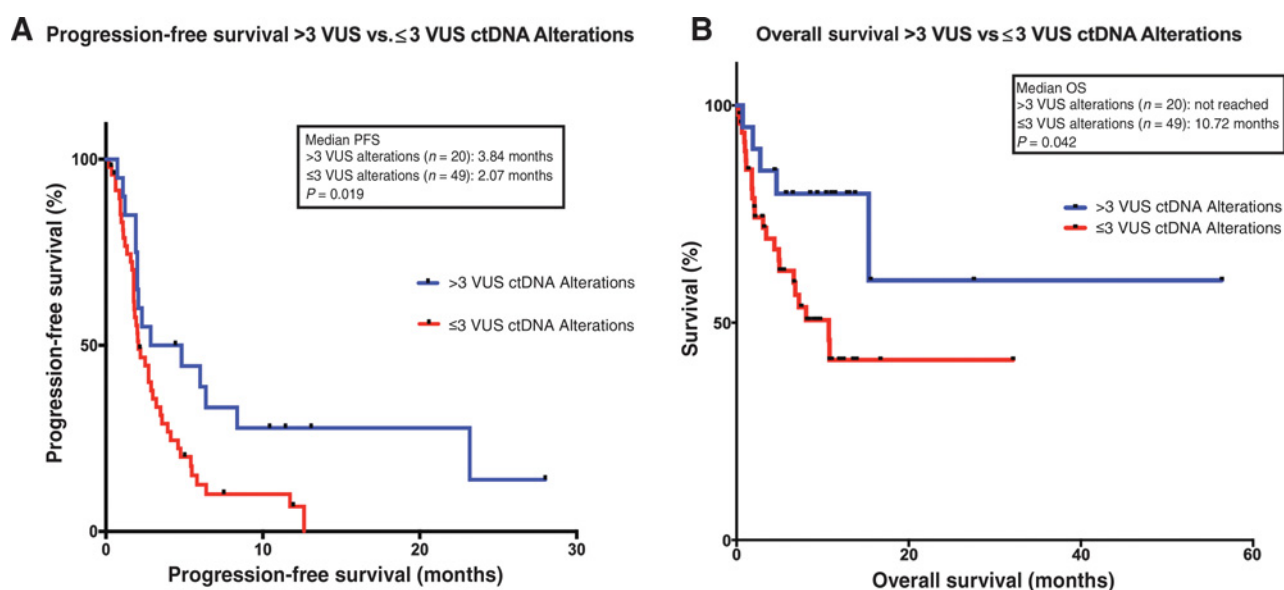 A Progression-free survival >3 VUS vs.≤ 3 VUS ctDNA Alterations
Progression-free survival (%)
100
50
0
0 10 20 30
Progression-free survival (months)
Median PFS
>3 VUS alterations (n = 20): 3.84 months
≤3 VUS alterations (n = 49): 2.07 months
P = 0.019
>3 VUS ctDNA Alterations
≤3 VUS ctDNA Alterations
B Overall survival >3 VUS vs ≤ 3 VUS ctDNA Alterations
Survival (%)
100
50
0
0 20 40 60
Overall survival (months)
Median OS
>3 VUS alterations (n = 20): not reached
≤3 VUS alterations (n = 49): 10.72 months
P = 0.042
>3 VUS ctDNA Alterations
≤3 VUS ctDNA Alterations